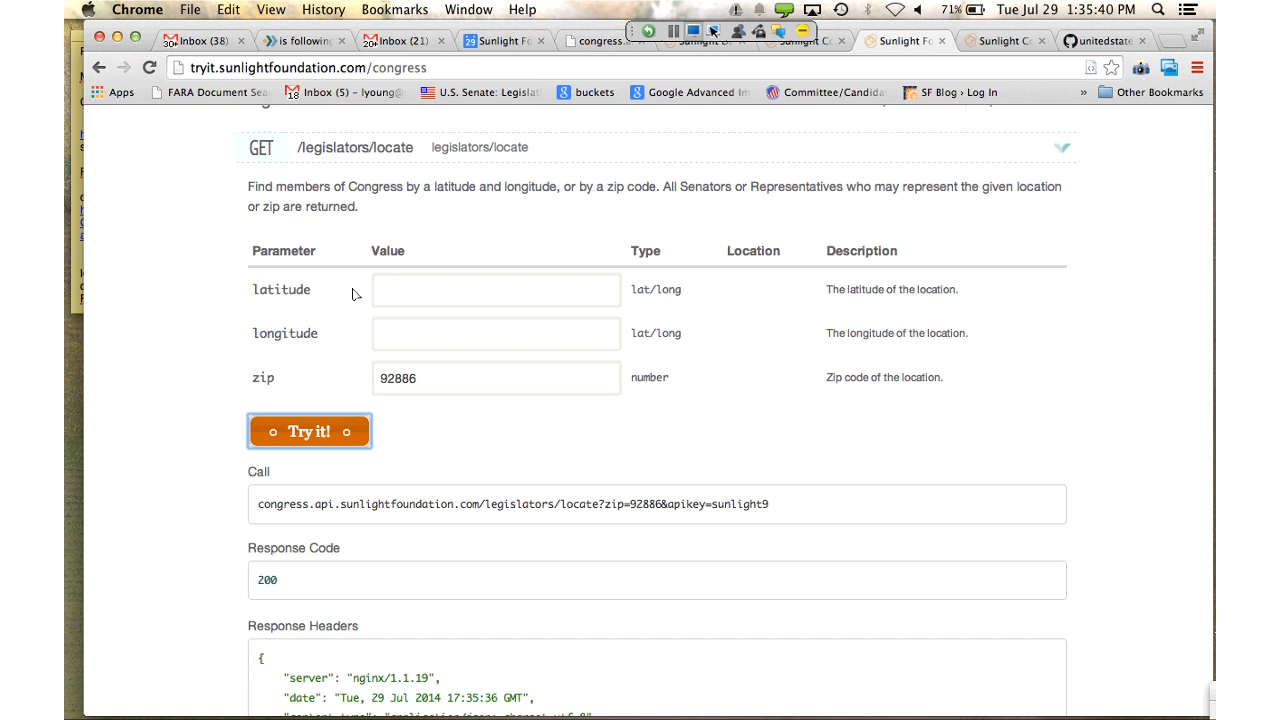 Chrome File Edit View History Bookmarks Window Help 71% Tue Jul 29 1:35:40 PM
30+ Inbox (38) is following 20+ Inbox (21) 29 Sunlight Fo congress. Sunlight Fo Sunlight Co unitedstate
tryit.sunlightfoundation.com/congress
Apps FARA Document Sea 18 Inbox (5) – lyoung@ U.S. Senate: Legislat buckets Google Advanced Im Committee/Candida SF Blog › Log In » Other Bookmarks
GET /legislators/locate legislators/locate
Find members of Congress by a latitude and longitude, or by a zip code. All Senators or Representatives who may represent the given location
or zip are returned.
Parameter Value Type Location Description
latitude lat/long The latitude of the location.
longitude lat/long The longitude of the location.
zip 92886 number Zip code of the location.
Try it!
Call
congress.api.sunlightfoundation.com/legislators/locate?zip=92886&apikey=sunlight9
Response Code
200
Response Headers
{
"server": "nginx/1.1.19",
"date": "Tue, 29 Jul 2014 17:35:36 GMT",